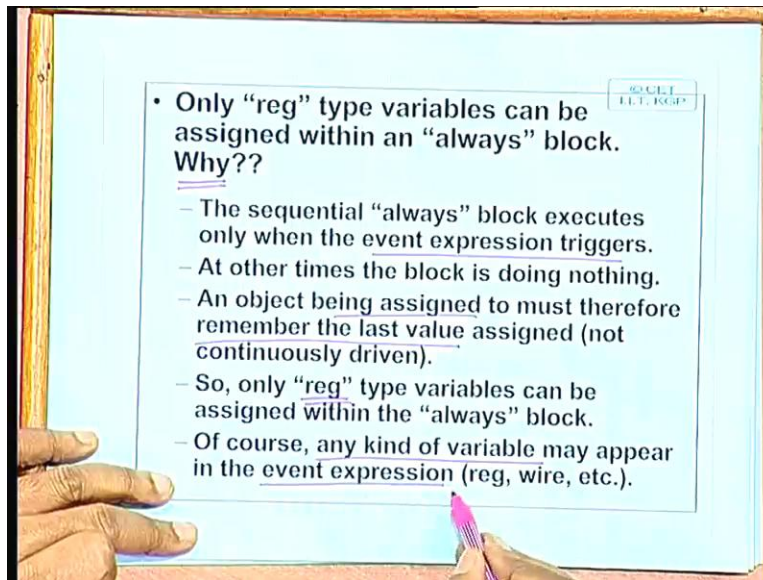 © CET
I.I.T. KGP
• Only “reg” type variables can be
assigned within an “always” block.
Why??
– The sequential “always” block executes
only when the event expression triggers.
– At other times the block is doing nothing.
– An object being assigned to must therefore
remember the last value assigned (not
continuously driven).
– So, only “reg” type variables can be
assigned within the “always” block.
– Of course, any kind of variable may appear
in the event expression (reg, wire, etc.).